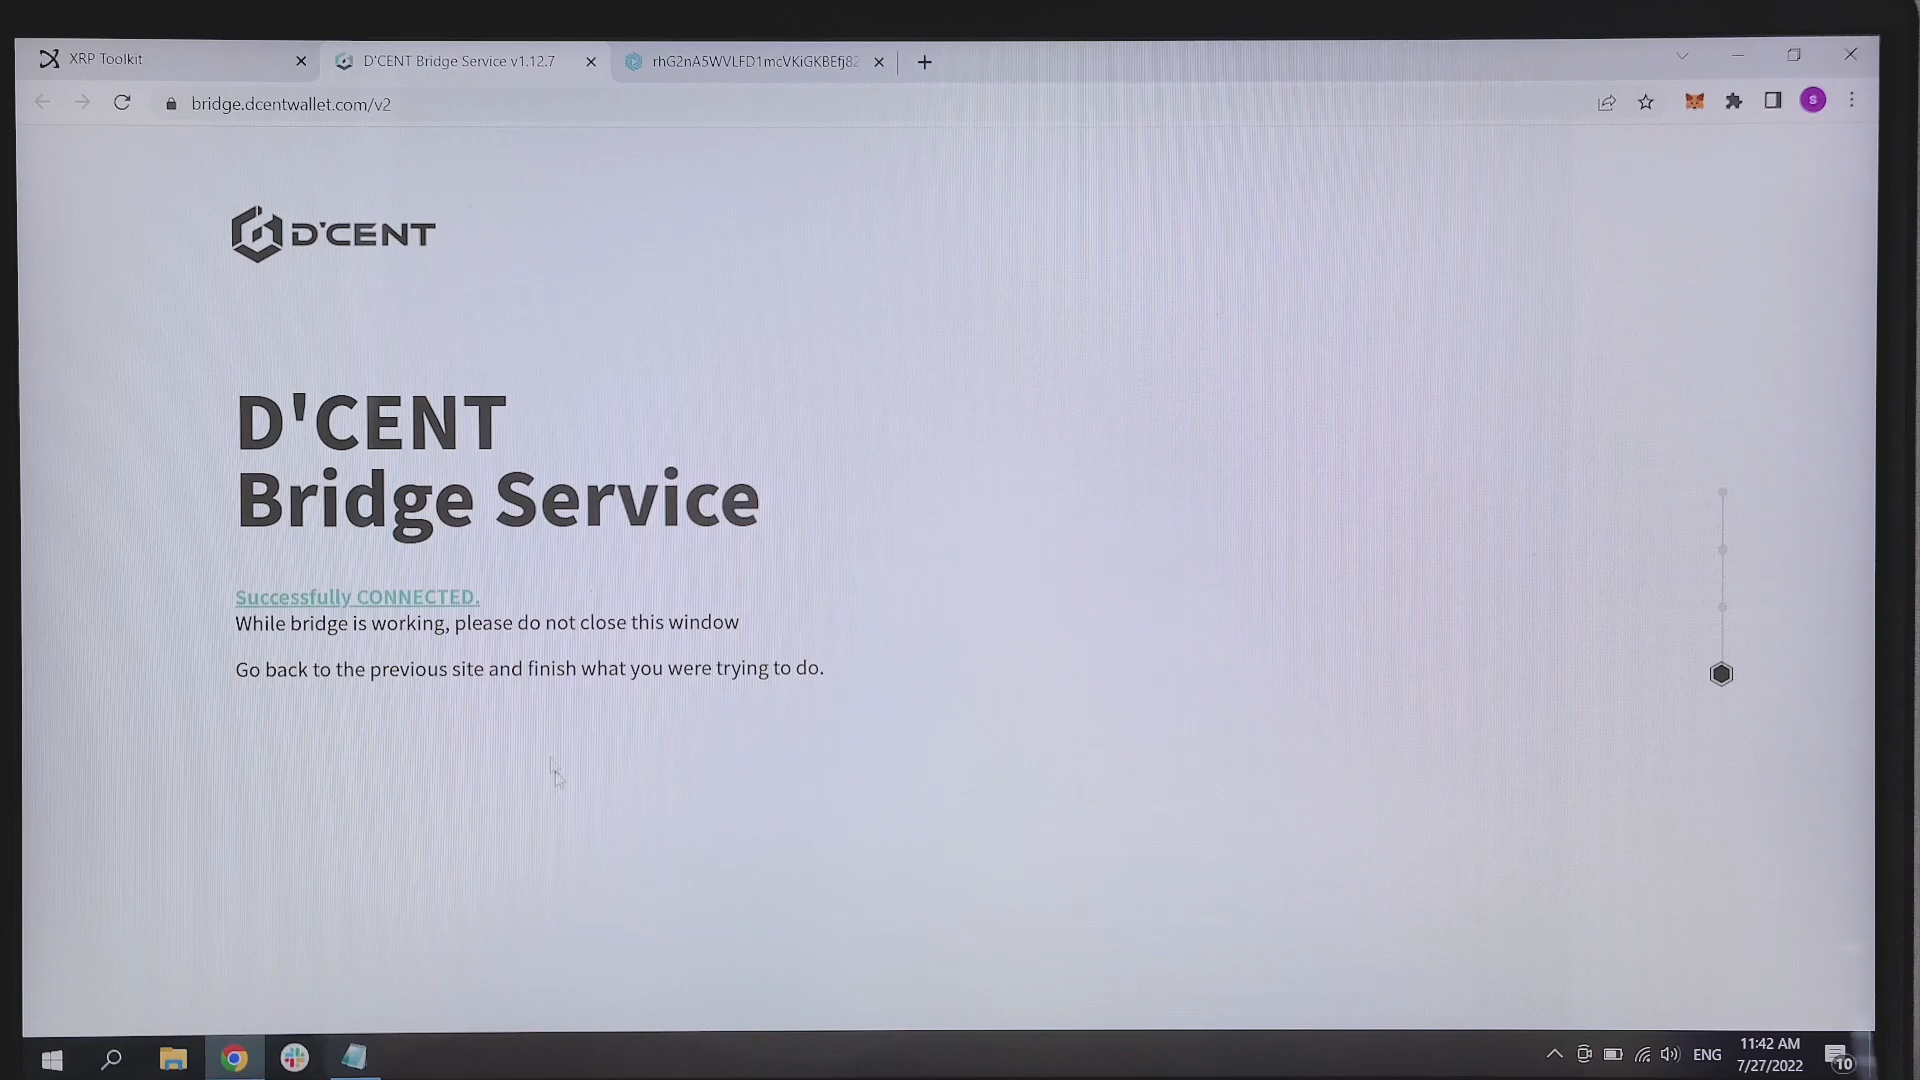 XRP Toolkit
D'CENT Bridge Service v1.12.7
rhG2nA5WVLFD1mcVKiGKBEfj82
bridge.dcentwallet.com/v2
S
D'CENT
D'CENT
Bridge Service
Successfully CONNECTED.
While bridge is working, please do not close this window
Go back to the previous site and finish what you were trying to do.
ENG
11:42 AM
7/27/2022
10